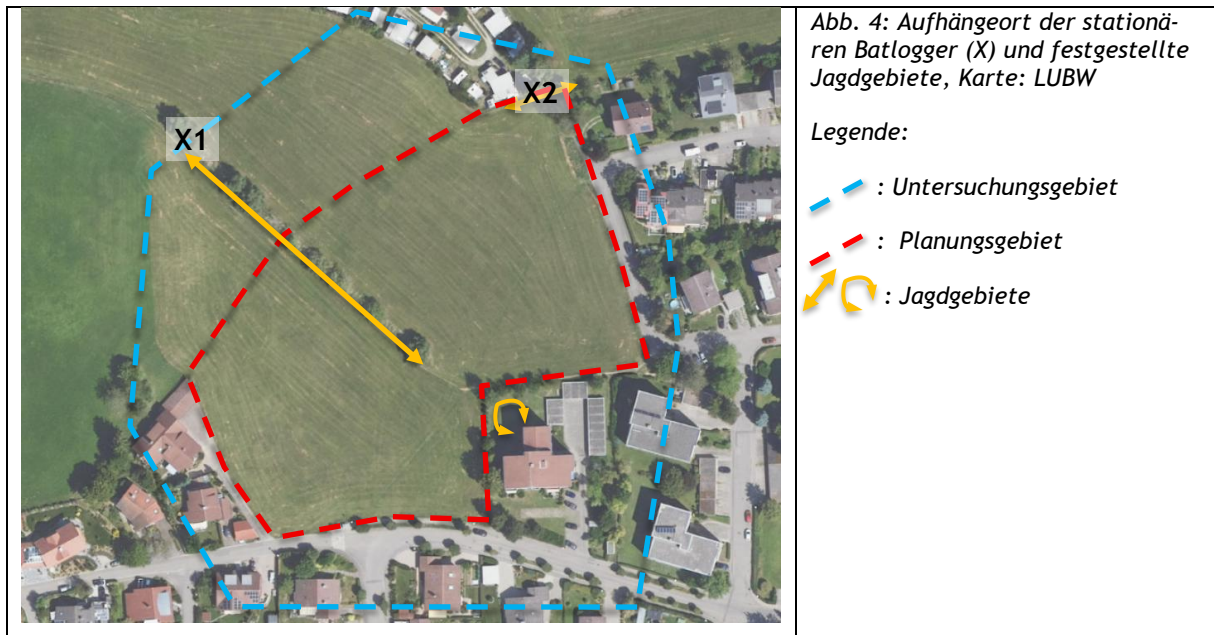 X1
X2
Abb. 4: Aufhängeort der stationä-
ren Batlogger (X) und festgestellte
Jagdgebiete, Karte: LUBW
Legende:
: Untersuchungsgebiet
: Planungsgebiet
: Jagdgebiete